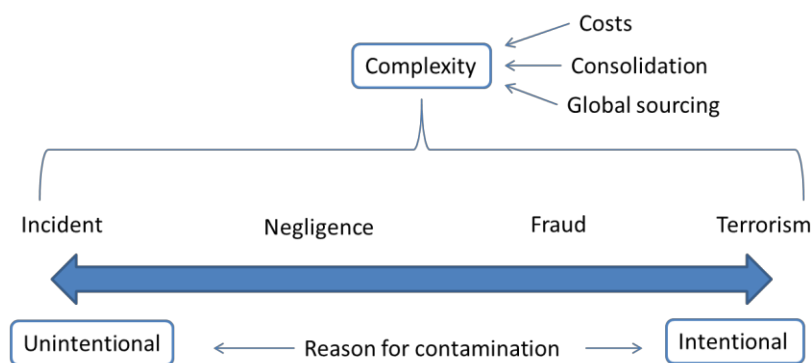 Costs
Complexity
Consolidation
Global sourcing
Incident
Negligence
Fraud
Terrorism
Unintentional
Reason for contamination
Intentional